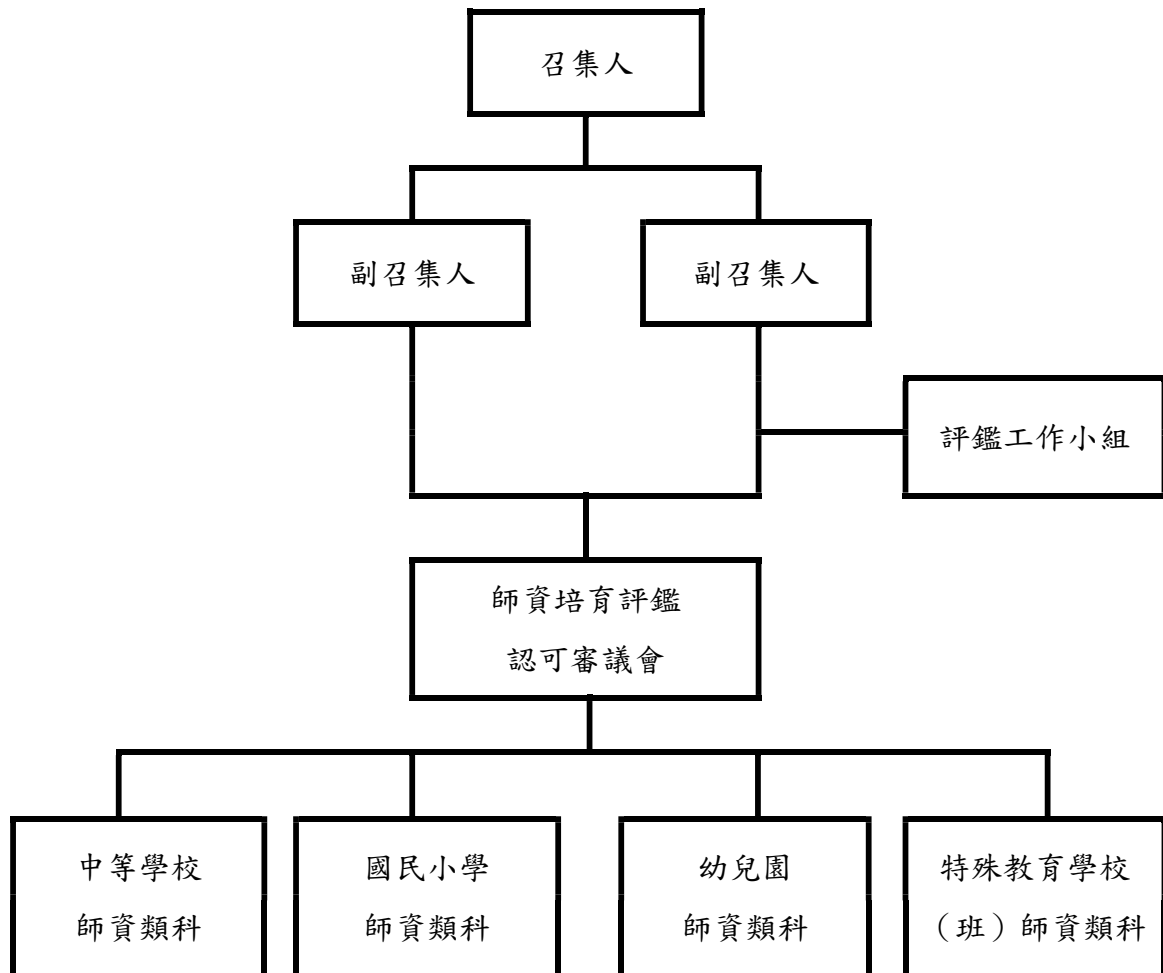 召集人
副召集人
副召集人
評鑑工作小組
師資培育評鑑
認可審議會
中等學校
師資類科
國民小學
師資類科
幼兒園
師資類科
特殊教育學校
（班）師資類科